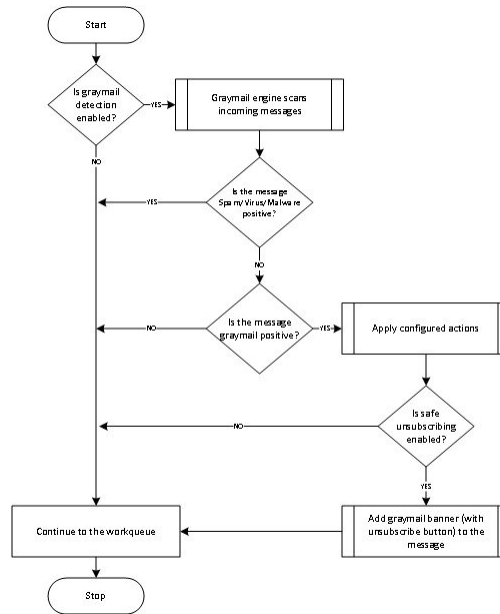 Start
Is graymail
detection
enabled?
YES
Graymail engine scans
incoming messages
NO
Is the message
Spam/Virus/Malware
positive?
YES
NO
Is the message
graymail positive?
NO
YES
Apply configured actions
Is safe
unsubscribing
enabled?
NO
YES
Continue to the workqueue
Add graymail banner (with
unsubscribe button) to the
message
Stop